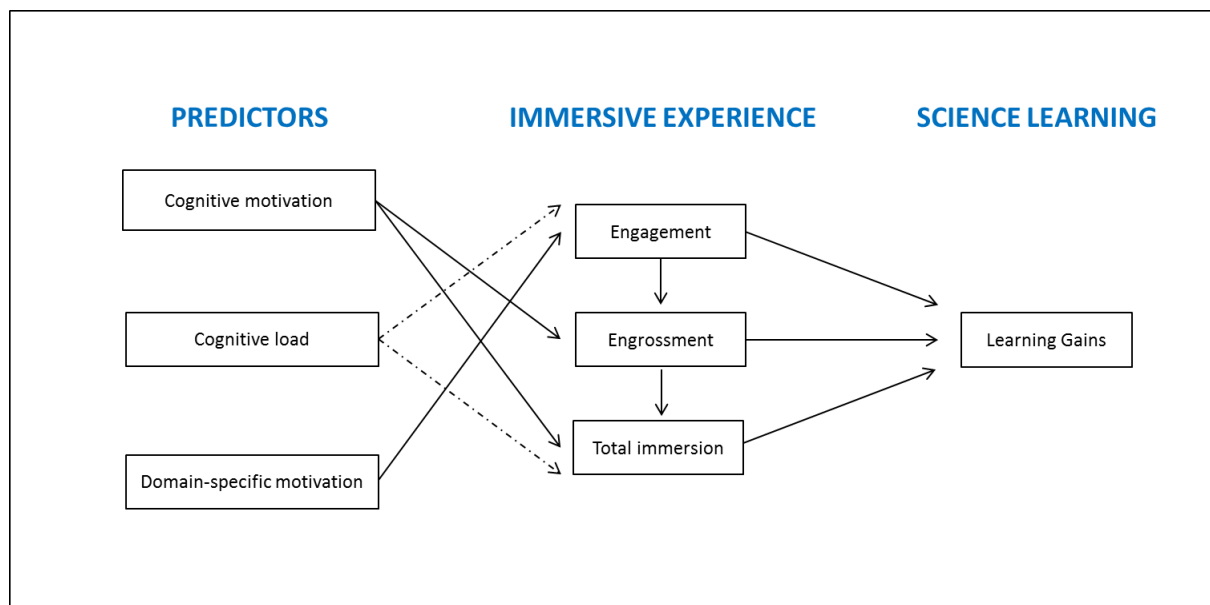 PREDICTORS
IMMERSIVE EXPERIENCE
SCIENCE LEARNING
Cognitive motivation
Cognitive load
Domain-specific motivation
Engagement
Engrossment
Total immersion
Learning Gains